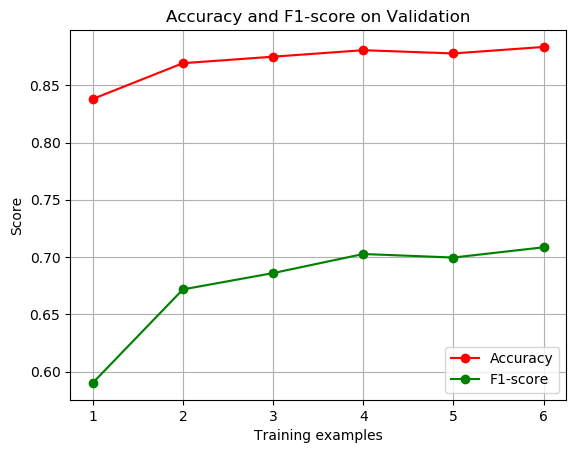 Accuracy and F1-score on Validation
Score
0.85
0.80
0.75
0.70
0.65
0.60
Accuracy
F1-score
1 2 3 4 5 6
Training examples